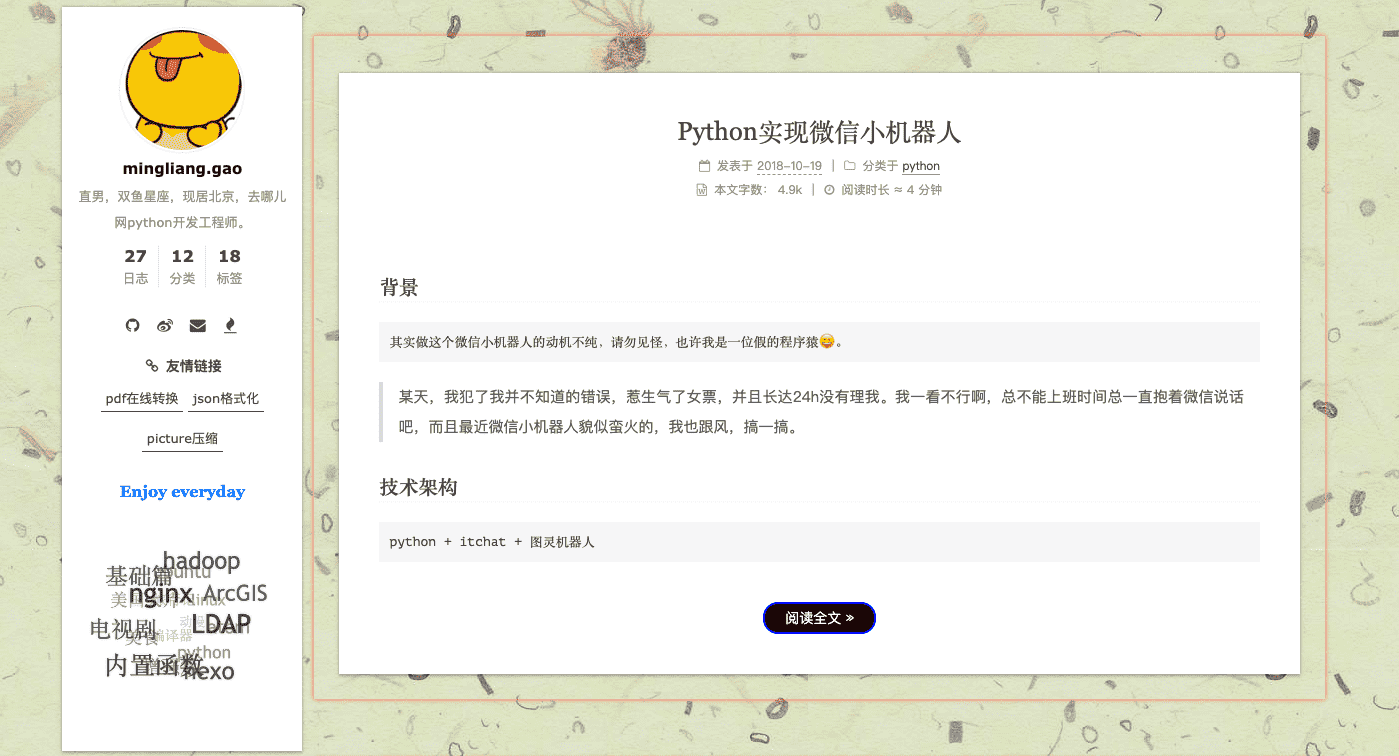 mingliang.gao
直男，双鱼星座，现居北京，去哪儿
网python开发工程师。
27 12 18
日志 分类 标签
友情链接
pdf在线转换 json格式化
picture压缩
Enjoy everyday
hadoop
基础篇
nginx ArcGIS
linux
电视剧 LDAP
编译器
python
内置函数
hexo
Python实现微信小机器人
发表于 2018-10-19 | 分类于 python
本文字数： 4.9k | 阅读时长 ≈ 4 分钟
背景
其实做这个微信小机器人的动机不纯，请勿见怪，也许我是一位假的程序猿😄。
某天，我犯了我并不知道的错误，惹生气了女票，并且长达24h没有理我。我一看不行啊，总不能上班时间总一直抱着微信说话
吧，而且最近微信小机器人貌似蛮火的，我也跟风，搞一搞。
技术架构
python + itchat + 图灵机器人
阅读全文 »